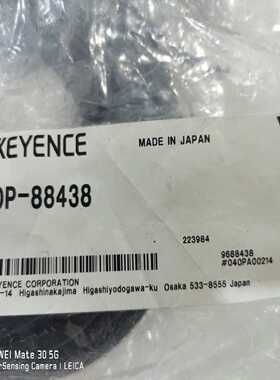 KEYENCE
MADE IN JAPAN
OP-88438
223984
9688438
#040PA00214
YENCE CORPORATION
-14 Higashinakajima Higashiyodogawa-ku Osaka 533-8555 Japan
WEI Mate 30 5G
Sensing Camera | LEICA